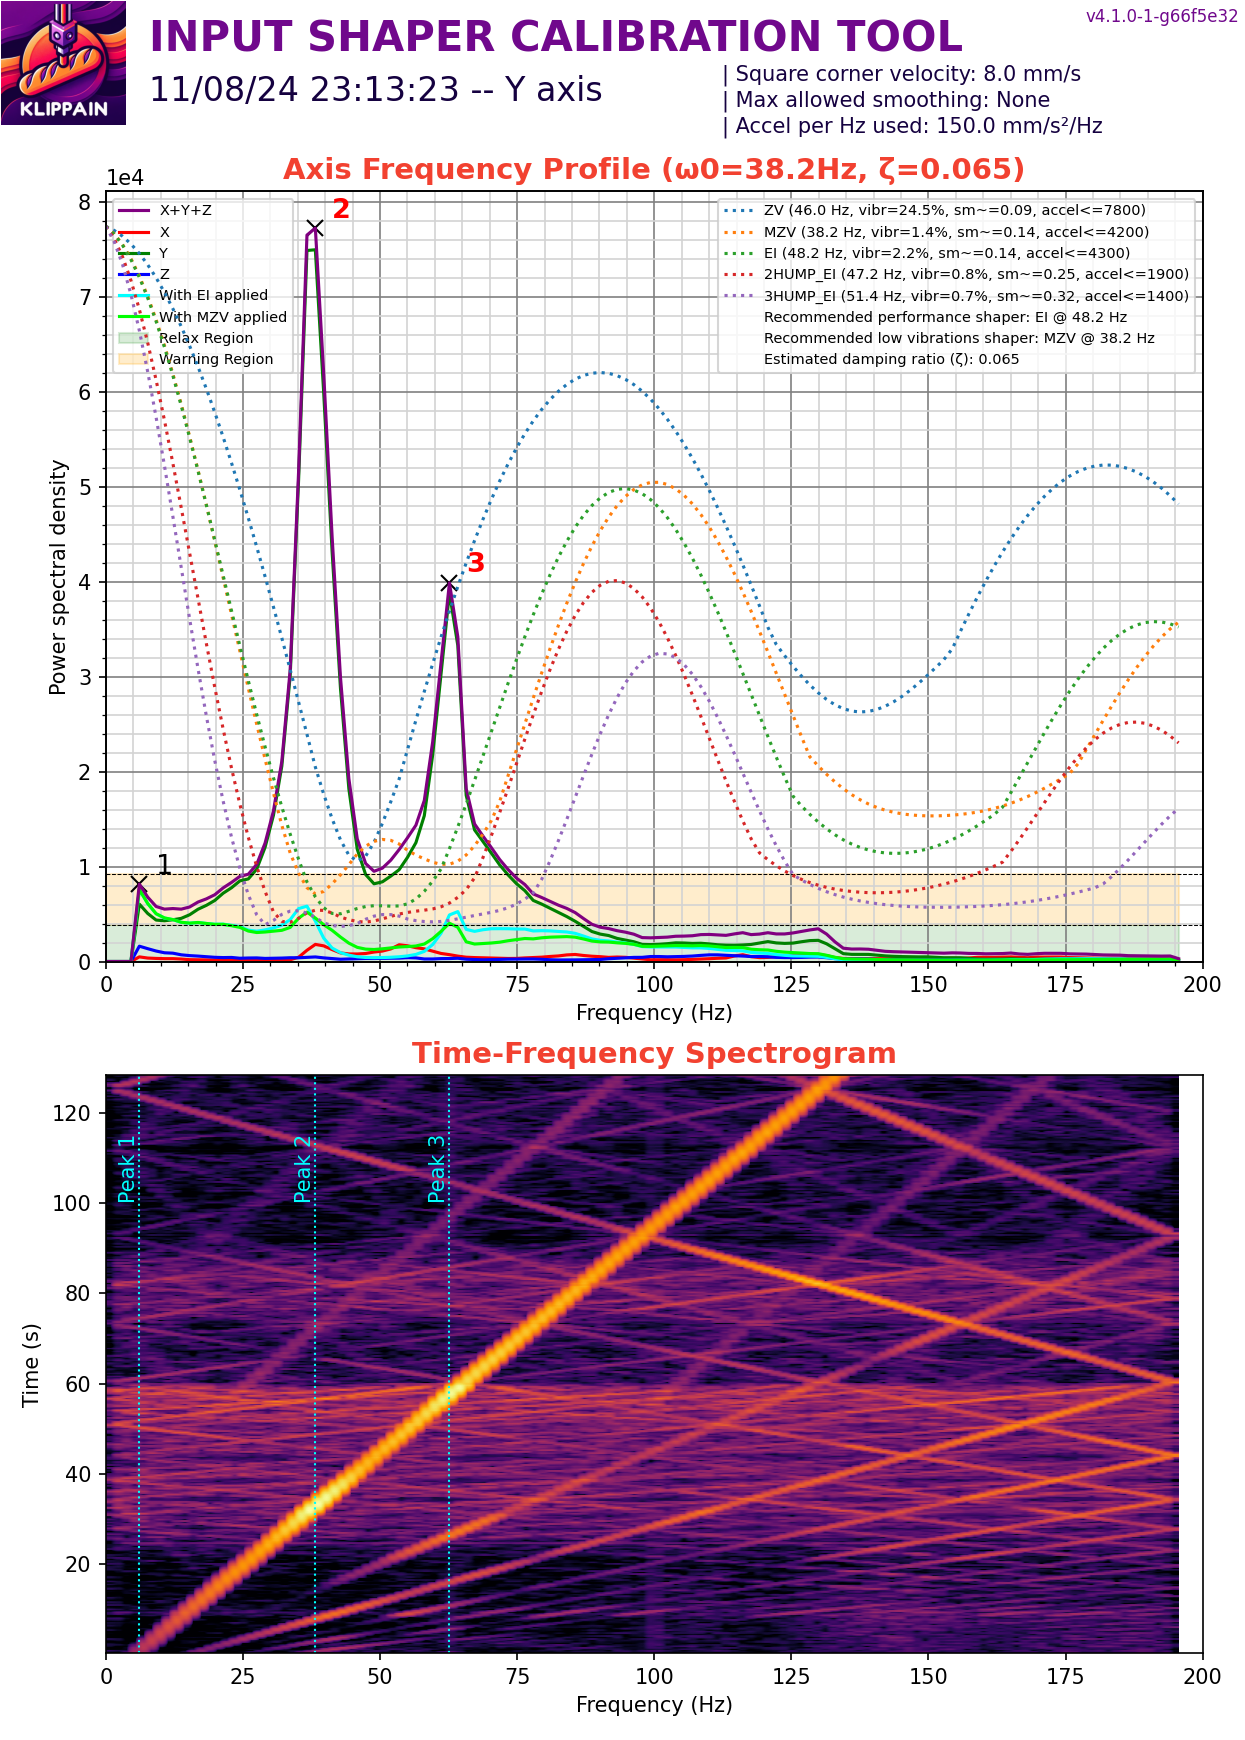 v4.1.0-1-g66f5e32
INPUT SHAPER CALIBRATION TOOL
11/08/24 23:13:23 -- Y axis
| Square corner velocity: 8.0 mm/s
| Max allowed smoothing: None
| Accel per Hz used: 150.0 mm/s²/Hz
KLIPPAIN
Axis Frequency Profile (ω0=38.2Hz, ζ=0.065)
1e4
X+Y+Z
X
Y
Z
With EI applied
With MZV applied
Relax Region
Warning Region
ZV (46.0 Hz, vibr=24.5%, sm~=0.09, accel<=7800)
MZV (38.2 Hz, vibr=1.4%, sm~=0.14, accel<=4200)
EI (48.2 Hz, vibr=2.2%, sm~=0.14, accel<=4300)
2HUMP_EI (47.2 Hz, vibr=0.8%, sm~=0.25, accel<=1900)
3HUMP_EI (51.4 Hz, vibr=0.7%, sm~=0.32, accel<=1400)
Recommended performance shaper: EI @ 48.2 Hz
Recommended low vibrations shaper: MZV @ 38.2 Hz
Estimated damping ratio (ζ): 0.065
2
3
1
8
7
6
5
4
3
2
1
0
Power spectral density
0 25 50 75 100 125 150 175 200
Frequency (Hz)
Time-Frequency Spectrogram
Peak 1
Peak 2
Peak 3
120
100
80
60
40
20
Time (s)
0 25 50 75 100 125 150 175 200
Frequency (Hz)